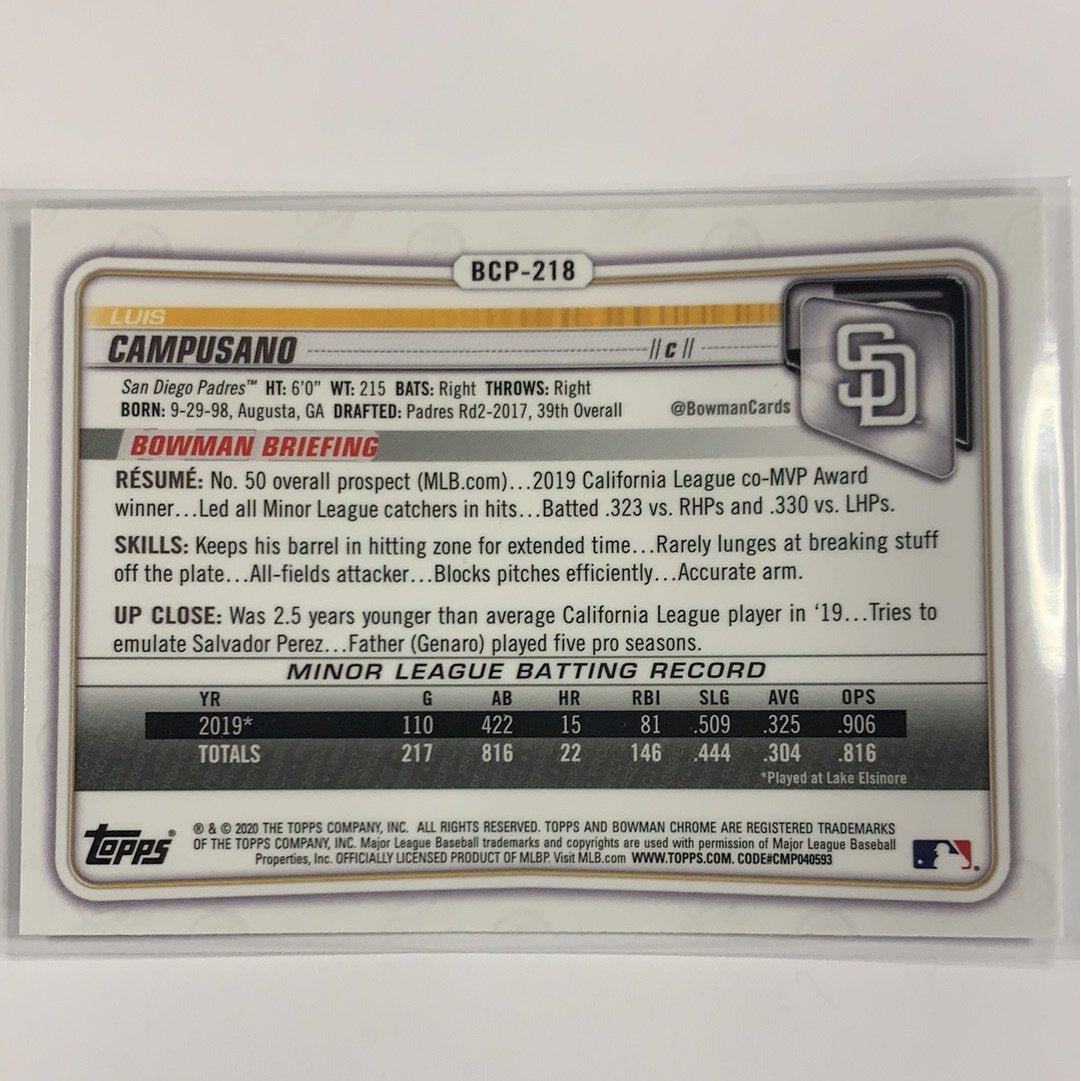 BCP-218
LUIS
CAMPUSANO // C //
San Diego Padres™ HT: 6'0" WT: 215 BATS: Right THROWS: Right
BORN: 9-29-98, Augusta, GA DRAFTED: Padres Rd2-2017, 39th Overall
@BowmanCards
SD
BOWMAN BRIEFING
RÉSUMÉ: No. 50 overall prospect (MLB.com)...2019 California League co-MVP Award
winner...Led all Minor League catchers in hits...Batted .323 vs. RHPs and .330 vs. LHPs.
SKILLS: Keeps his barrel in hitting zone for extended time...Rarely lunges at breaking stuff
off the plate...All-fields attacker...Blocks pitches efficiently...Accurate arm.
UP CLOSE: Was 2.5 years younger than average California League player in ‘19...Tries to
emulate Salvador Perez...Father (Genaro) played five pro seasons.
MINOR LEAGUE BATTING RECORD
YR G AB HR RBI SLG AVG OPS
2019* 110 422 15 81 .509 .325 .906
TOTALS 217 816 22 146 .444 .304 .816
*Played at Lake Elsinore
Topps®
® & © 2020 THE TOPPS COMPANY, INC. ALL RIGHTS RESERVED. TOPPS AND BOWMAN CHROME ARE REGISTERED TRADEMARKS
OF THE TOPPS COMPANY, INC. Major League Baseball trademarks and copyrights are used with permission of Major League Baseball
Properties, Inc. OFFICIALLY LICENSED PRODUCT OF MLBP. Visit MLB.com WWW.TOPPS.COM. CODE#CMP040593